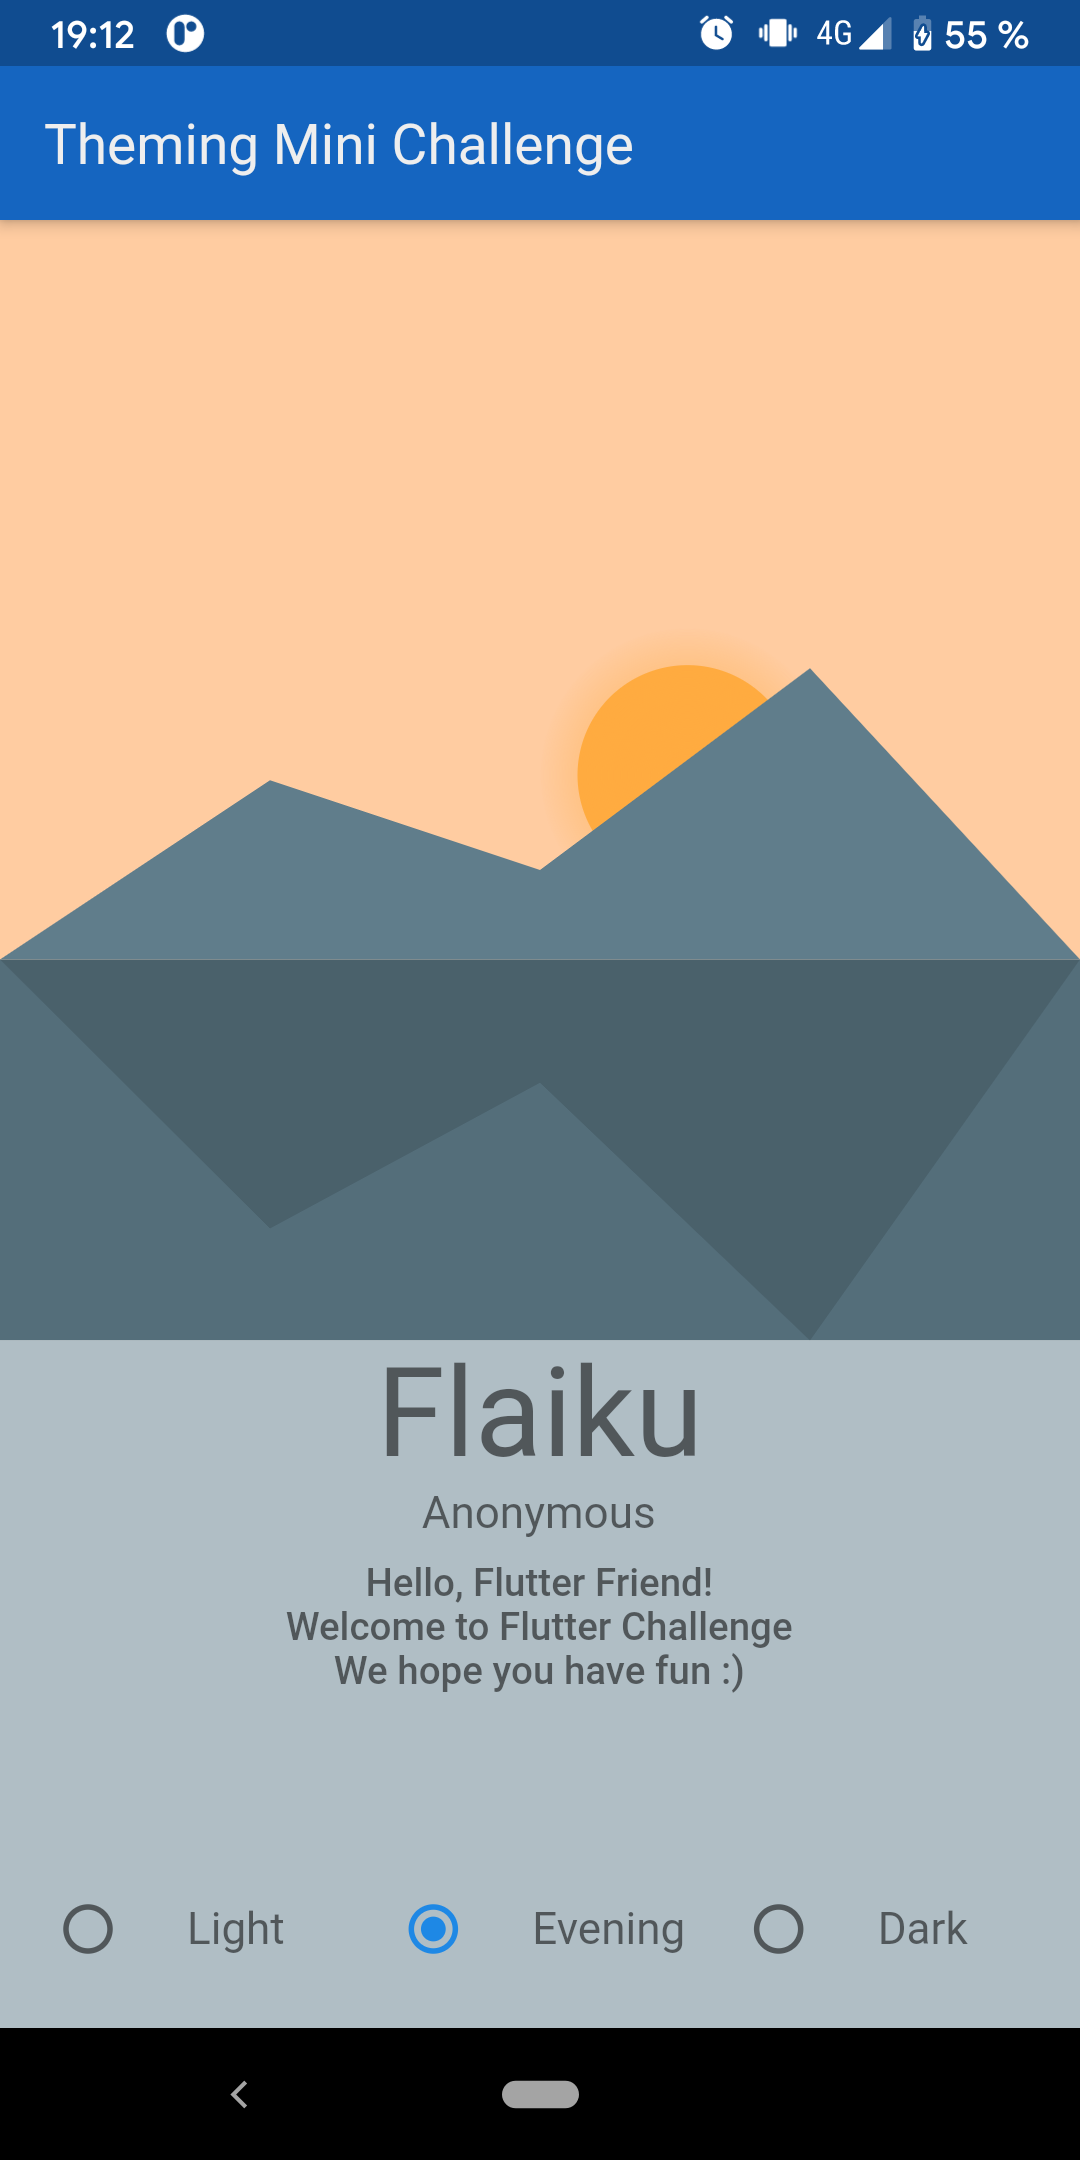 19:12 4G 55 %
Theming Mini Challenge
Flaiku
Anonymous
Hello, Flutter Friend!
Welcome to Flutter Challenge
We hope you have fun :)
Light Evening Dark